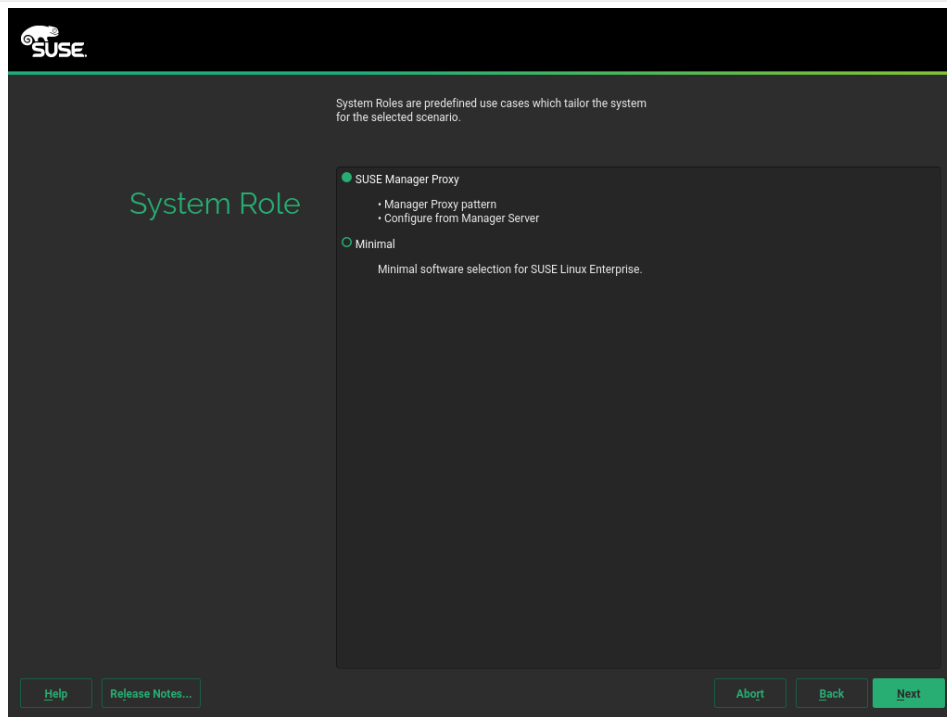 SUSE.
System Roles are predefined use cases which tailor the system
for the selected scenario.
System Role
SUSE Manager Proxy
• Manager Proxy pattern
• Configure from Manager Server
Minimal
Minimal software selection for SUSE Linux Enterprise.
Help
Release Notes...
Abort
Back
Next